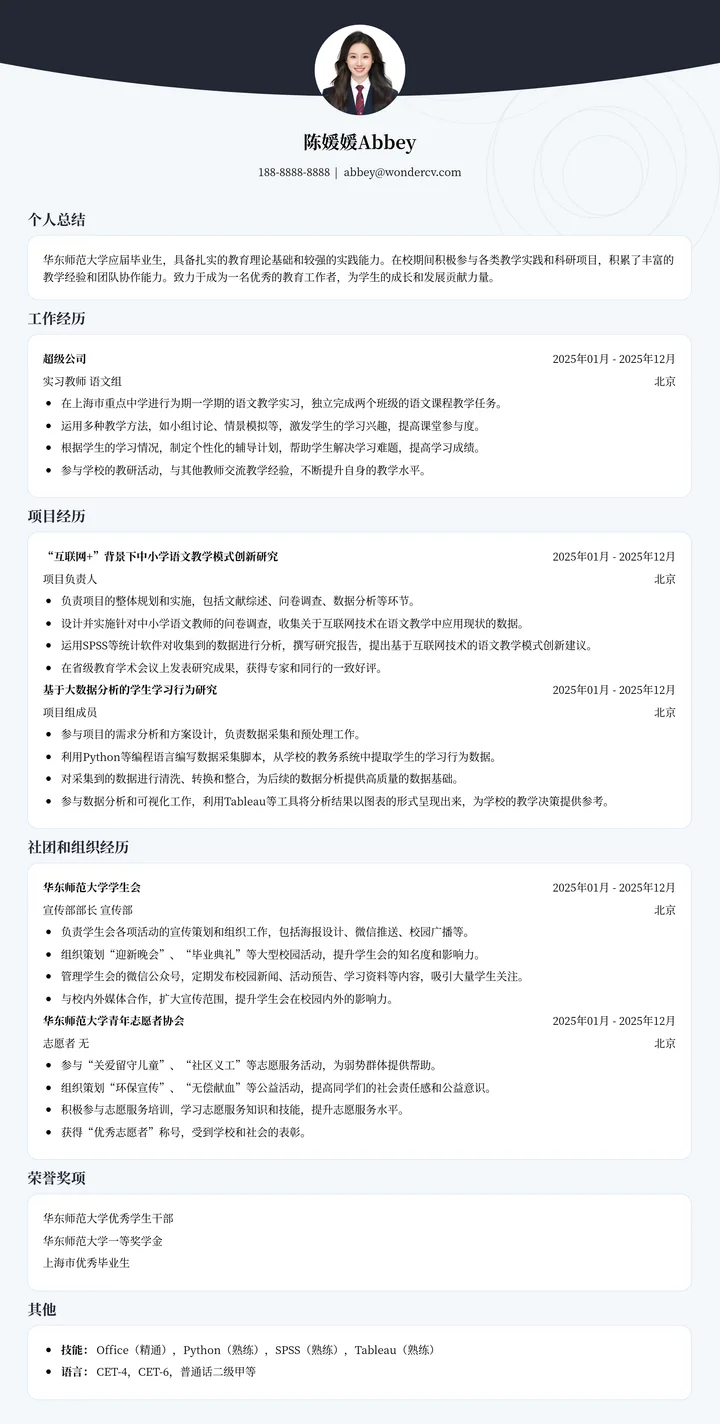 陈媛媛Abbey
188-8888-8888 | abbey@wondercv.com
个人总结
华东师范大学应届毕业生，具备扎实的教育理论基础和较强的实践能力。在校期间积极参与各类教学实践和科研项目，积累了丰富的
教学经验和团队协作能力。致力于成为一名优秀的教育工作者，为学生的成长和发展贡献力量。
工作经历
超级公司 2025年01月 - 2025年12月
实习教师 语文组 北京
• 在上海市重点中学进行为期一学期的语文教学实习，独立完成两个班级的语文课程教学任务。
• 运用多种教学方法，如小组讨论、情景模拟等，激发学生的学习兴趣，提高课堂参与度。
• 根据学生的学习情况，制定个性化的辅导计划，帮助学生解决学习难题，提高学习成绩。
• 参与学校的教研活动，与其他教师交流教学经验，不断提升自身的教学水平。
项目经历
“互联网+”背景下中小学语文教学模式创新研究 2025年01月 - 2025年12月
项目负责人 北京
• 负责项目的整体规划和实施，包括文献综述、问卷调查、数据分析等环节。
• 设计并实施针对中小学语文教师的问卷调查，收集关于互联网技术在语文教学中应用现状的数据。
• 运用SPSS等统计软件对收集到的数据进行分析，撰写研究报告，提出基于互联网技术的语文教学模式创新建议。
• 在省级教育学术会议上发表研究成果，获得专家和同行的一致好评。
基于大数据分析的学生学习行为研究 2025年01月 - 2025年12月
项目组成员 北京
• 参与项目的需求分析和方案设计，负责数据采集和预处理工作。
• 利用Python等编程语言编写数据采集脚本，从学校的教务系统中提取学生的学习行为数据。
• 对采集到的数据进行清洗、转换和整合，为后续的数据分析提供高质量的数据基础。
• 参与数据分析和可视化工作，利用Tableau等工具将分析结果以图表的形式呈现出来，为学校的教学决策提供参考。
社团和组织经历
华东师范大学学生会 2025年01月 - 2025年12月
宣传部部长 宣传部 北京
• 负责学生会各项活动的宣传策划和组织工作，包括海报设计、微信推送、校园广播等。
• 组织策划“迎新晚会”、“毕业典礼”等大型校园活动，提升学生会的知名度和影响力。
• 管理学生会的微信公众号，定期发布校园新闻、活动预告、学习资料等内容，吸引大量学生关注。
• 与校内外媒体合作，扩大宣传范围，提升学生会在校园内外的影响力。
华东师范大学青年志愿者协会 2025年01月 - 2025年12月
志愿者 无 北京
• 参与“关爱留守儿童”、“社区义工”等志愿服务活动，为弱势群体提供帮助。
• 组织策划“环保宣传”、“无偿献血”等公益活动，提高同学们的社会责任感和公益意识。
• 积极参与志愿服务培训，学习志愿服务知识和技能，提升志愿服务水平。
• 获得“优秀志愿者”称号，受到学校和社会的表彰。
荣誉奖项
华东师范大学优秀学生干部
华东师范大学一等奖学金
上海市优秀毕业生
其他
• 技能： Office（精通）, Python（熟练）, SPSS（熟练）, Tableau（熟练）
• 语言： CET-4, CET-6, 普通话二级甲等